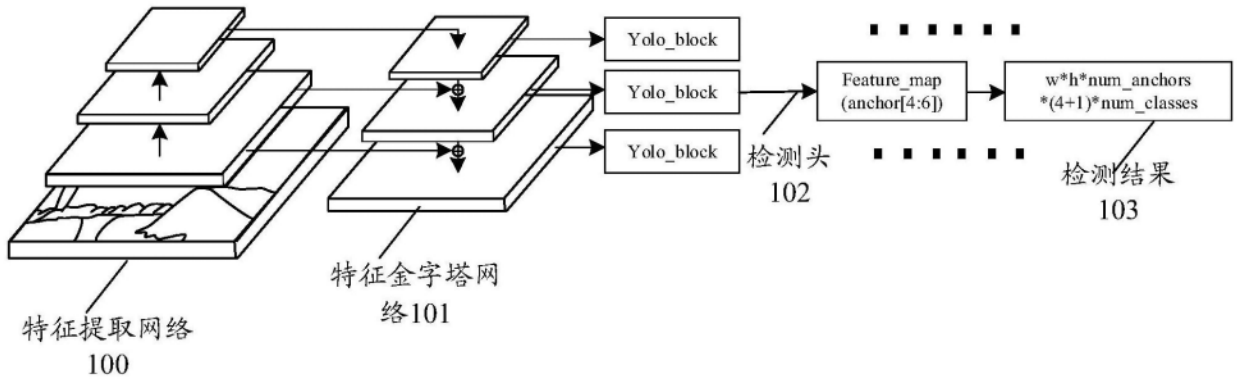 Yolo_block
Yolo_block
Yolo_block
Feature_map
(anchor[4:6])
w*h*num_anchors
*(4+1)*num_classes
检测头
102
检测结果
103
特征金字塔网
络101
特征提取网络
100